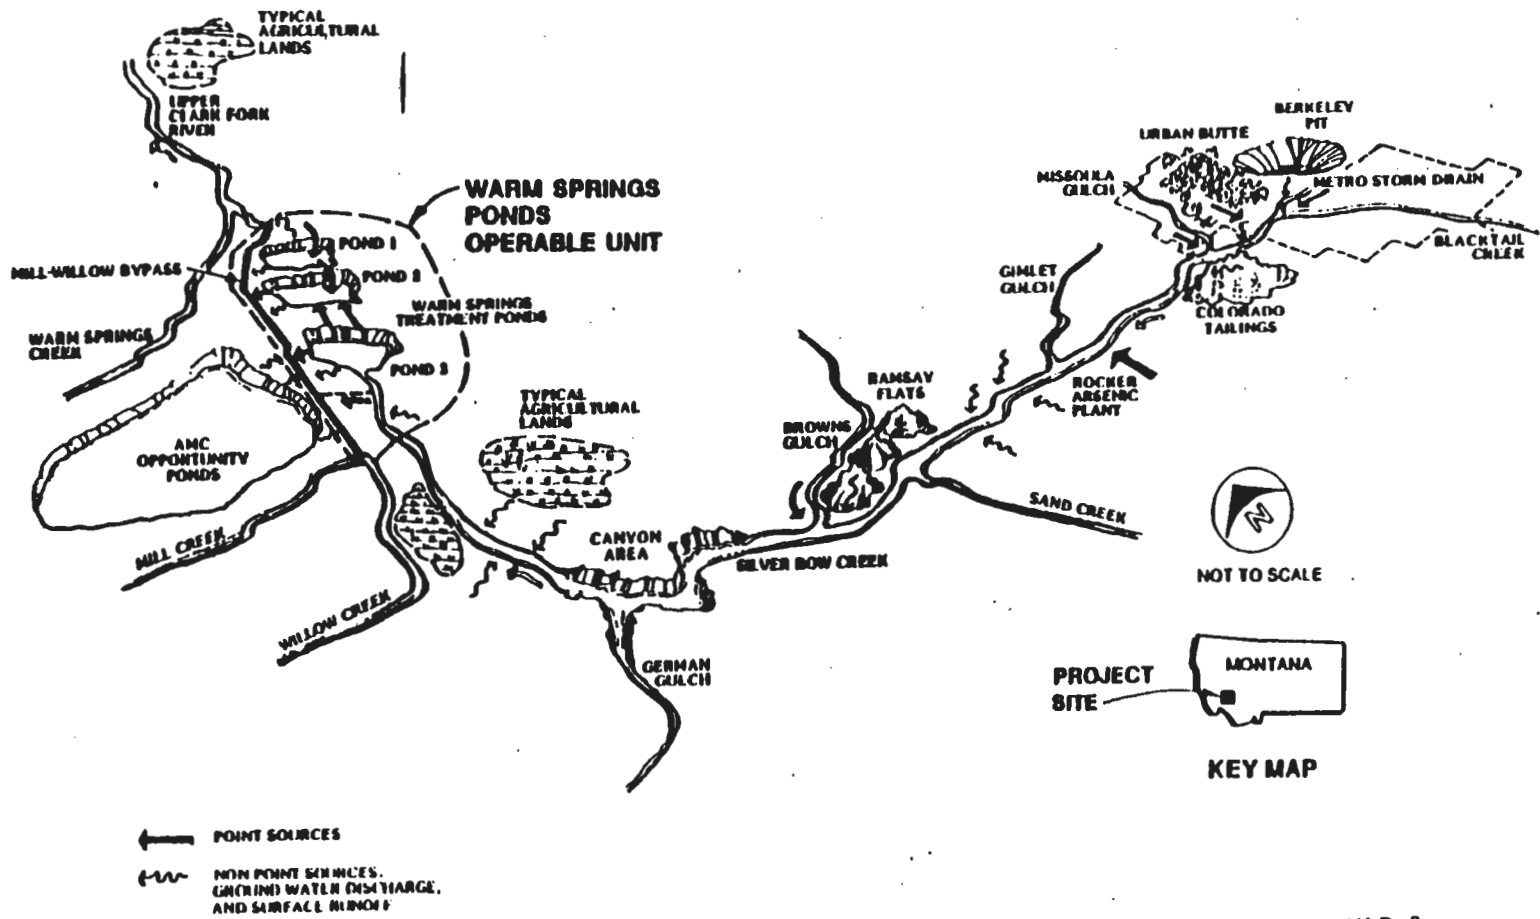 TYPICAL
AGRICULTURAL
LANDS
UPPER
CLARK FORK
RIVER
WARM SPRINGS
PONDS
OPERABLE UNIT
POND 1
POND 2
MILL-WILLOW BYPASS
WARM SPRINGS
TREATMENT PONDS
WARM SPRINGS
CREEK
POND 3
AMC
OPPORTUNITY
PONDS
TYPICAL
AGRICULTURAL
LANDS
MILL CREEK
WILLOW CREEK
CANYON
AREA
GERMAN
GULCH
SILVER BOW CREEK
BROWNS
GULCH
RAMSAY
FLATS
SAND CREEK
GIMLET
GULCH
ROCKER
ARSENIC
PLANT
COLORADO
TAILINGS
MISSOULA
GULCH
URBAN BUTTE
BERKELEY
PIT
METRO STORM DRAIN
BLACKTAIL
CREEK
N
NOT TO SCALE
PROJECT
SITE
MONTANA
KEY MAP
POINT SOURCES
NON POINT SOURCES,
GROUND WATER DISCHARGE,
AND SURFACE RUNOFF